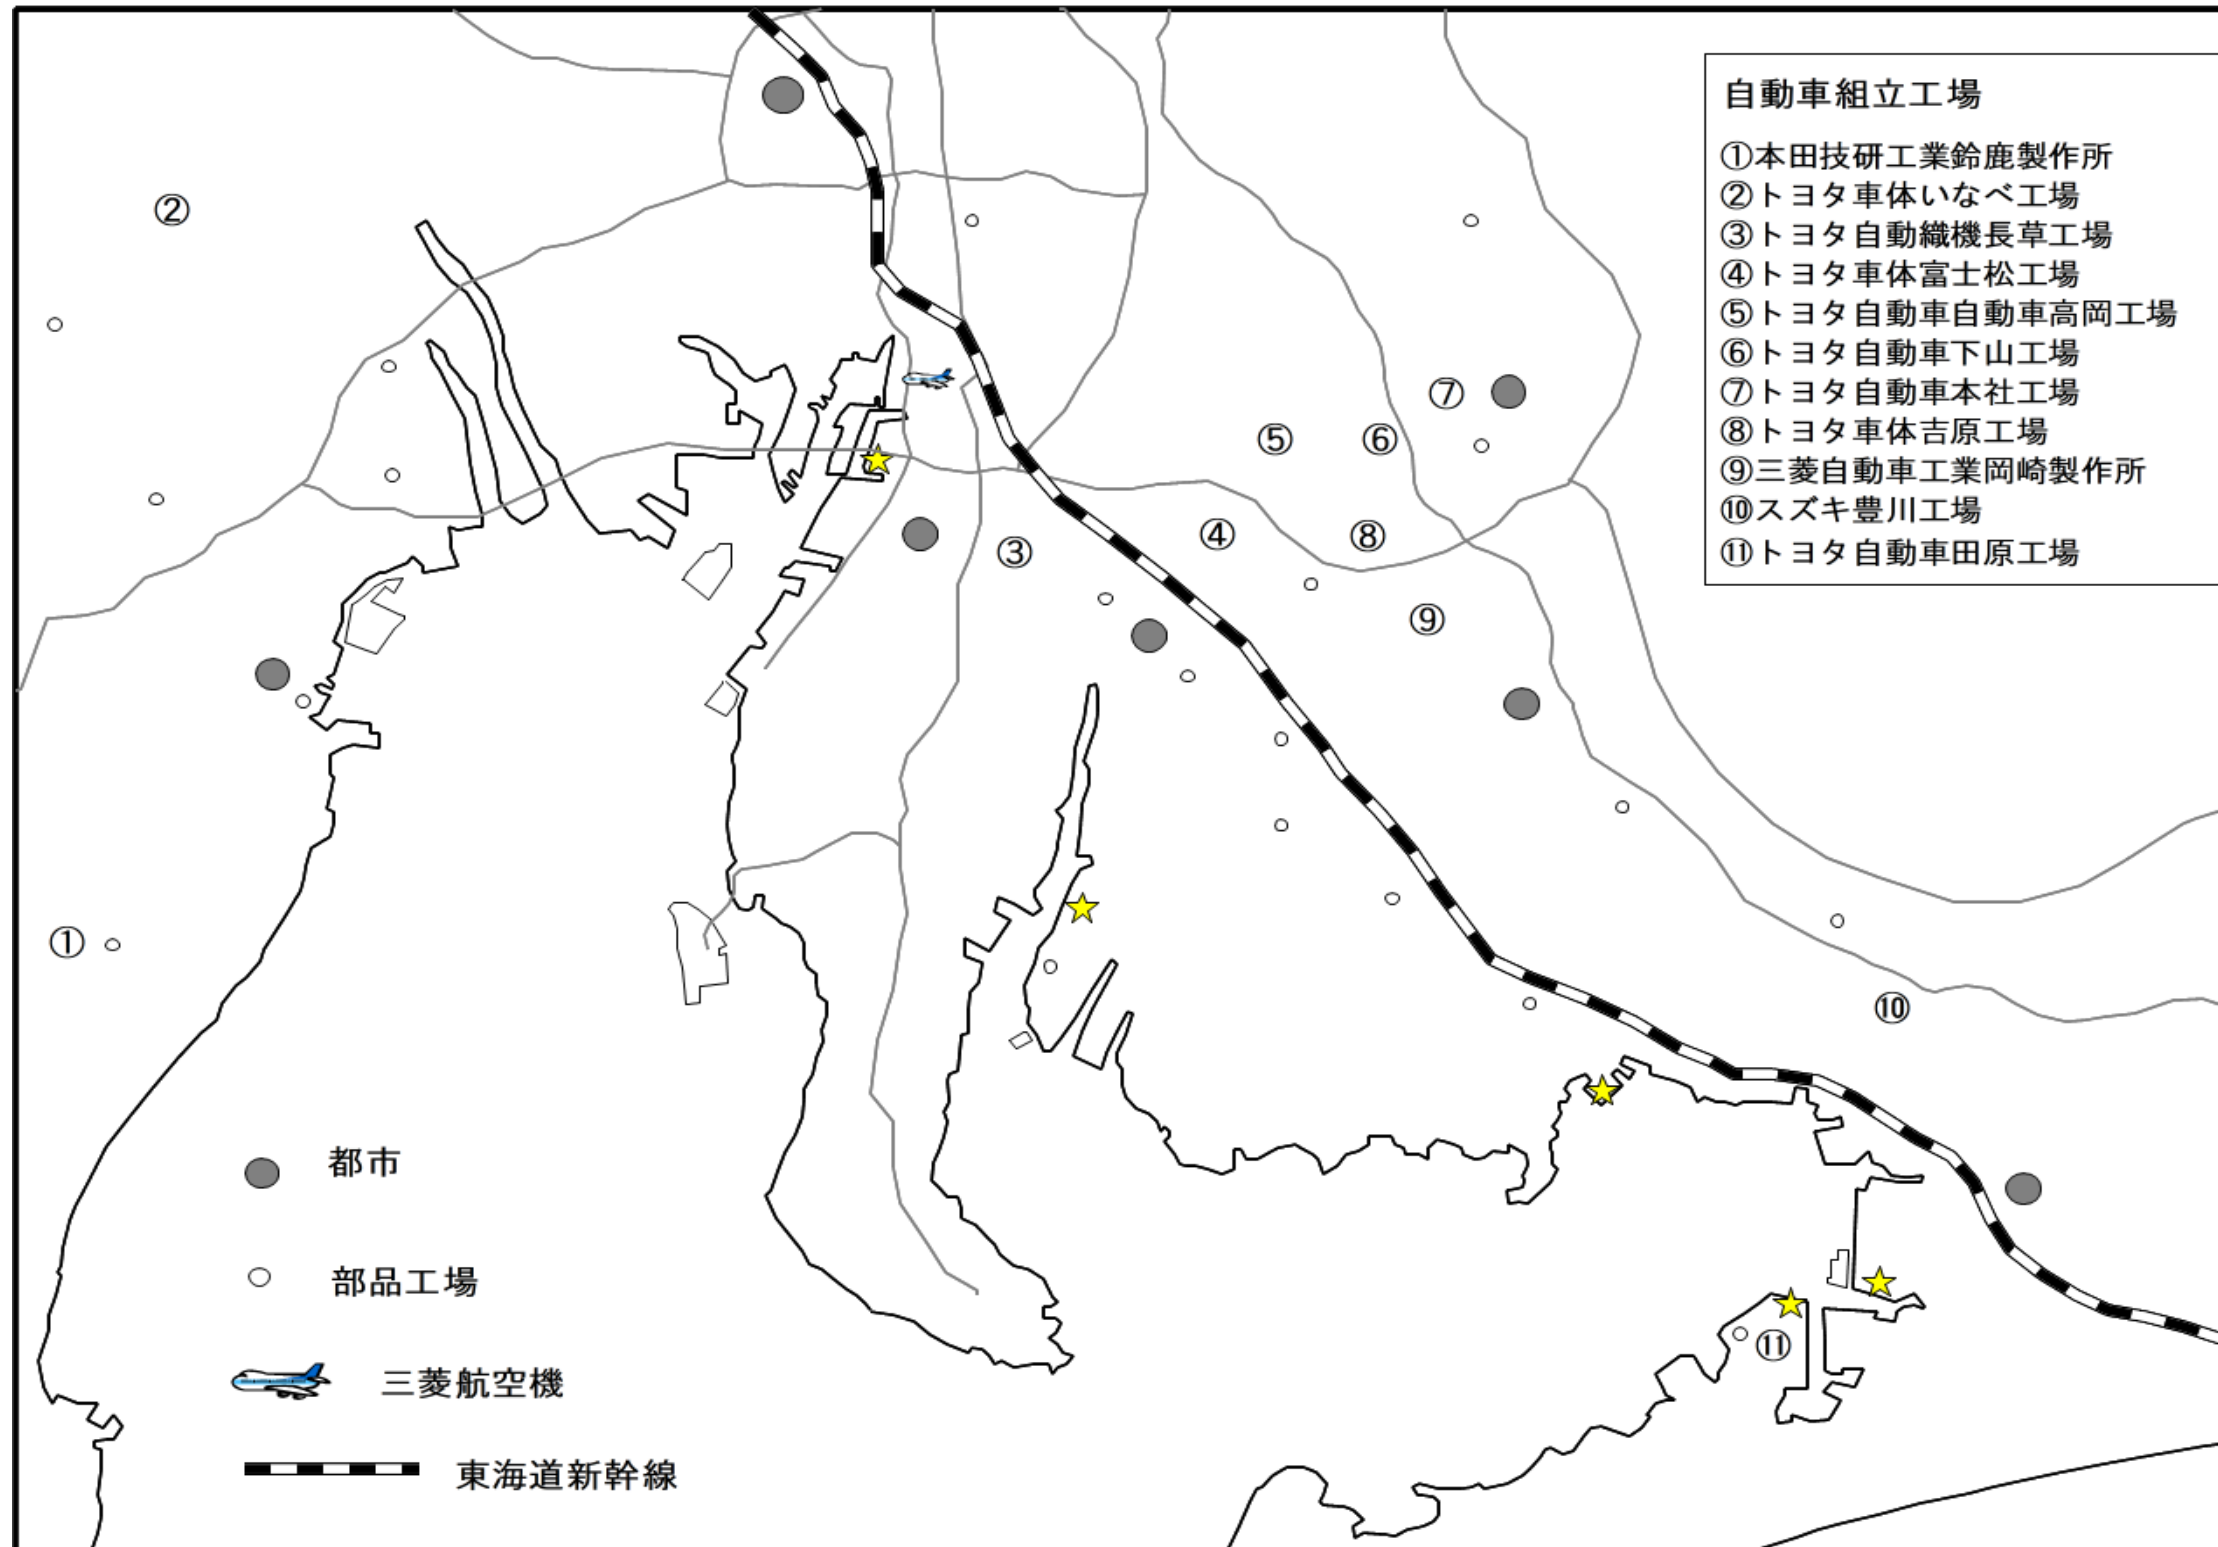 自動車組立工場
①本田技研工業鈴鹿製作所
②トヨタ車体いなべ工場
③トヨタ自動織機長草工場
④トヨタ車体富士松工場
⑤トヨタ自動車自動車高岡工場
⑥トヨタ自動車下山工場
⑦トヨタ自動車本社工場
⑧トヨタ車体吉原工場
⑨三菱自動車工業岡崎製作所
⑩スズキ豊川工場
⑪トヨタ自動車田原工場
②
⑦
⑤
⑥
④
⑧
③
⑨
①
⑩
⑪
都市
部品工場
三菱航空機
東海道新幹線